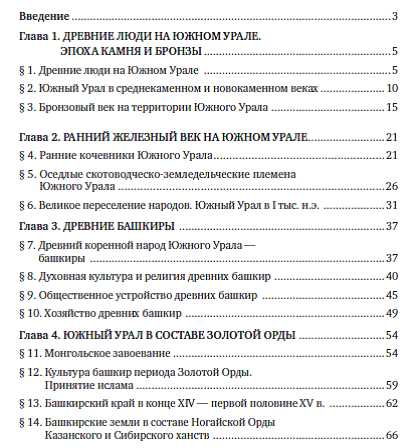 Введение ... 3
Глава 1. ДРЕВНИЕ ЛЮДИ НА ЮЖНОМ УРАЛЕ.
ЭПОХА КАМНЯ И БРОНЗЫ ... 5
§ 1. Древние люди на Южном Урале ... 5
§ 2. Южный Урал в среднекаменном и новокаменном веках ... 10
§ 3. Бронзовый век на территории Южного Урала ... 15
Глава 2. РАННИЙ ЖЕЛЕЗНЫЙ ВЕК НА ЮЖНОМ УРАЛЕ ... 21
§ 4. Ранние кочевники Южного Урала ... 21
§ 5. Оседлые скотоводческо-земледельческие племена
Южного Урала ... 26
§ 6. Великое переселение народов. Южный Урал в I тыс. н.э. ... 31
Глава 3. ДРЕВНИЕ БАШКИРЫ ... 37
§ 7. Древний коренной народ Южного Урала —
башкиры ... 37
§ 8. Духовная культура и религия древних башкир ... 40
§ 9. Общественное устройство древних башкир ... 45
§ 10. Хозяйство древних башкир ... 49
Глава 4. ЮЖНЫЙ УРАЛ В СОСТАВЕ ЗОЛОТОЙ ОРДЫ ... 54
§ 11. Монгольское завоевание ... 54
§ 12. Культура башкир периода Золотой Орды.
Принятие ислама ... 59
§ 13. Башкирский край в конце XIV — первой половине XV в. ... 62
§ 14. Башкирские земли в составе Ногайской Орды
Казанского и Сибирского ханств ... 66